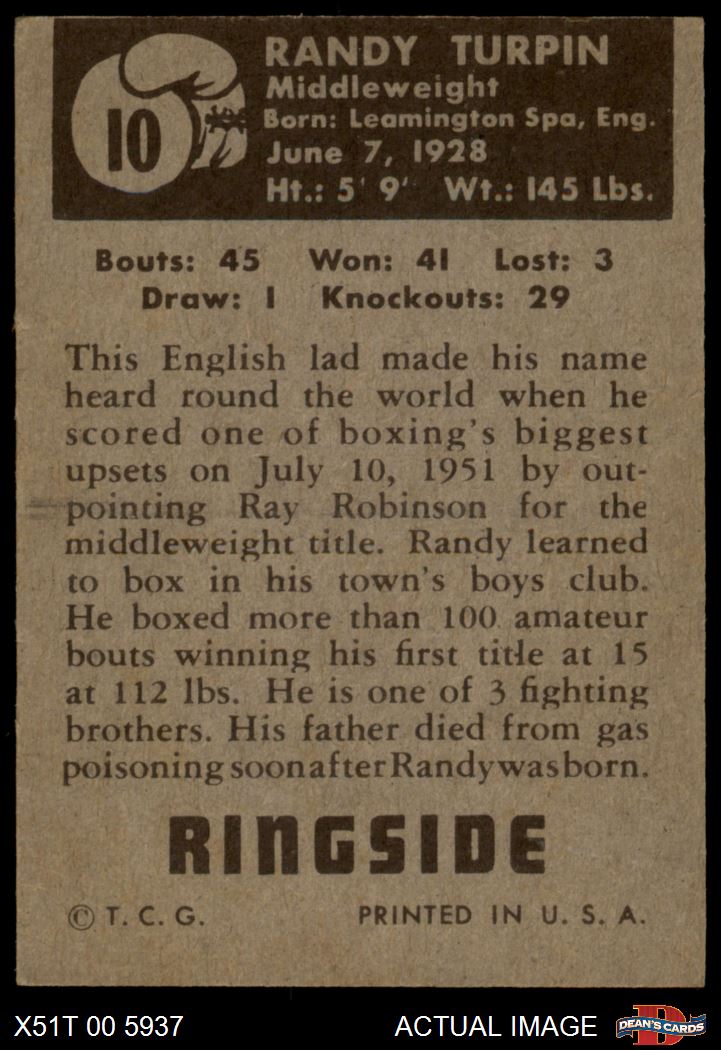 10
RANDY TURPIN
Middleweight
Born: Leamington Spa, Eng.
June 7, 1928
Ht.: 5' 9' Wt.: 145 Lbs.
Bouts: 45 Won: 41 Lost: 3
Draw: 1 Knockouts: 29
This English lad made his name
heard round the world when he
scored one of boxing's biggest
upsets on July 10, 1951 by out-
pointing Ray Robinson for the
middleweight title. Randy learned
to box in his town's boys club.
He boxed more than 100 amateur
bouts winning his first title at 15
at 112 lbs. He is one of 3 fighting
brothers. His father died from gas
poisoning soon after Randy was born.
RINGSIDE
© T. C. G. PRINTED IN U. S. A.
X51T 00 5937 ACTUAL IMAGE
D
DEAN'S CARDS